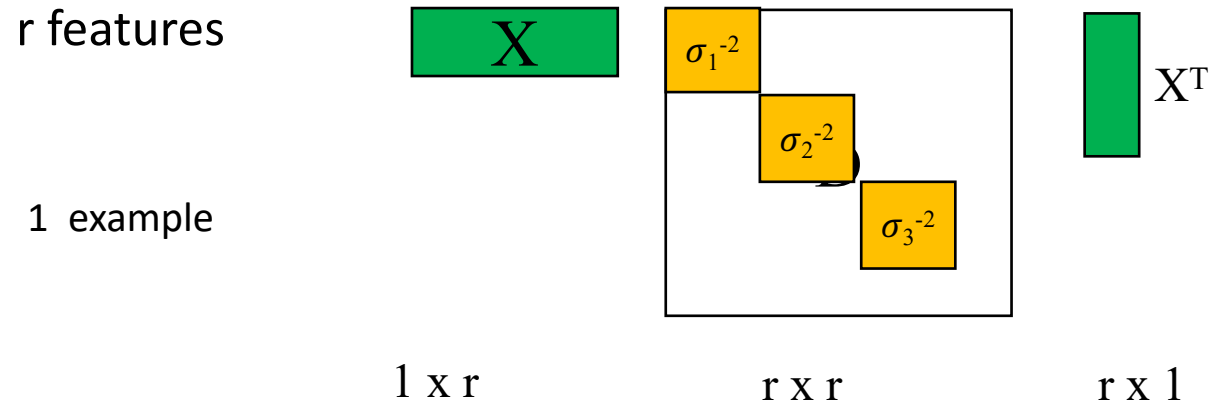 r features
X
σ₁⁻²
σ₂⁻²
σ₃⁻²
Xᵀ
1 example
1 x r
r x r
r x 1